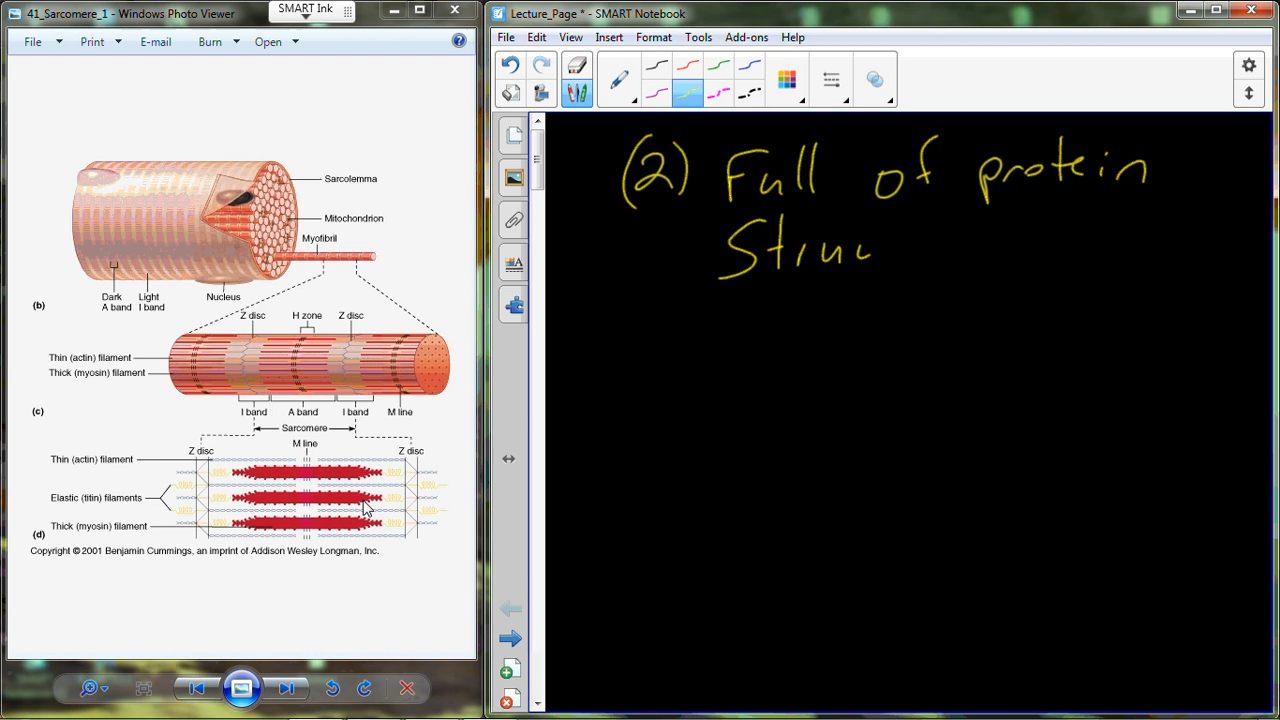 41_Sarcomere_1 - Windows Photo Viewer
SMART Ink
File Print Burn E-mail Open
Sarcolemma
Mitochondrion
Myofibril
Dark A band
Light I band
Nucleus
(b)
Z disc
H zone
Z disc
Thin (actin) filament
Thick (myosin) filament
(c)
I band
A band
I band
M line
Sarcomere
Z disc
M line
Z disc
Thin (actin) filament
Elastic (titin) filaments
Thick (myosin) filament
(d)
Copyright © 2001 Benjamin Cummings, an imprint of Addison Wesley Longman, Inc.
Lecture_Page * - SMART Notebook
File Edit View Insert Format Tools Add-ons Help
(2) Full of protein
Struc